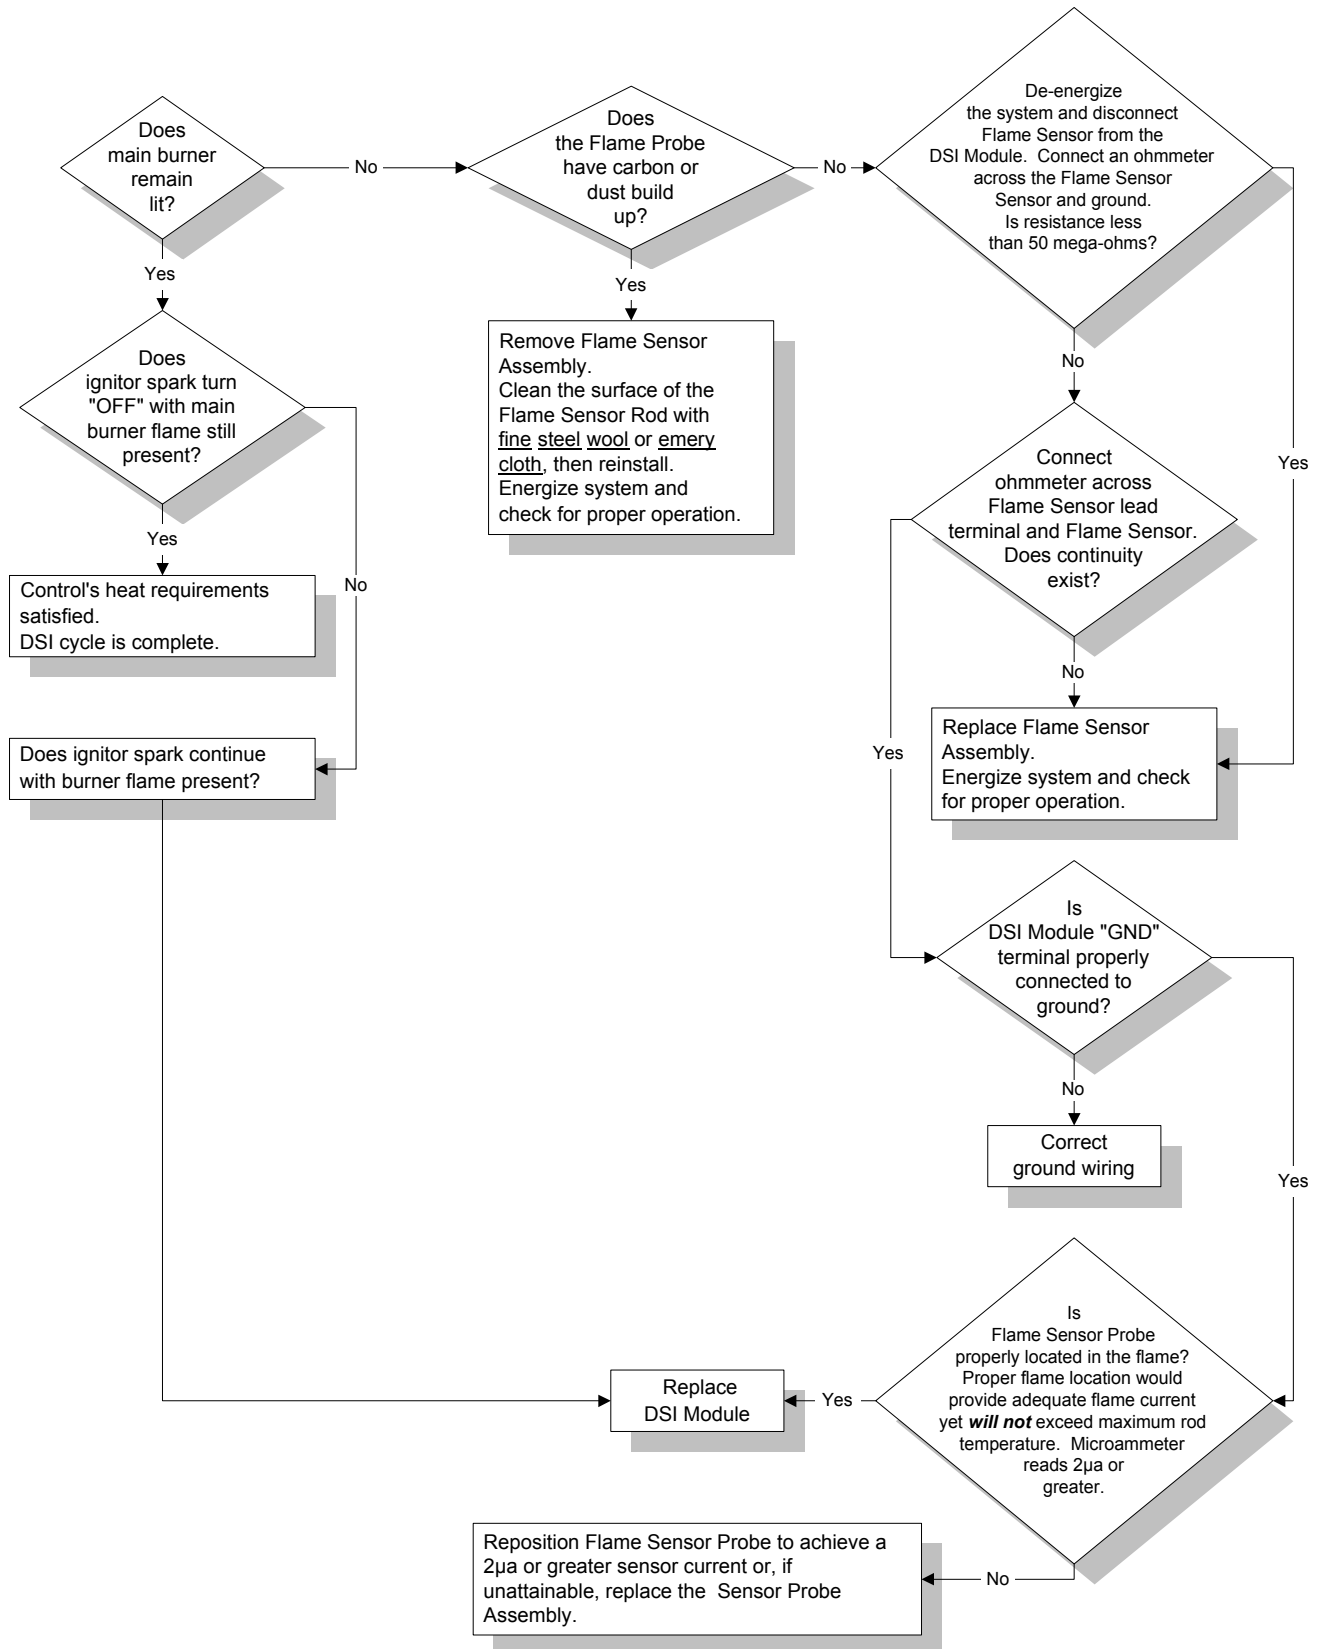 Does
main burner
remain
lit?
No
Does
the Flame Probe
have carbon or
dust build
up?
No
De-energize
the system and disconnect
Flame Sensor from the
DSI Module.  Connect an ohmmeter
across the Flame Sensor
Sensor and ground.
Is resistance less
than 50 mega-ohms?
Yes
Yes
No
Yes
Does
ignitor spark turn
"OFF" with main
burner flame still
present?
Remove Flame Sensor
Assembly.
Clean the surface of the
Flame Sensor Rod with
fine steel wool or emery
cloth, then reinstall.
Energize system and
check for proper operation.
Connect
ohmmeter across
Flame Sensor lead
terminal and Flame Sensor.
Does continuity
exist?
Yes
No
Control's heat requirements
satisfied.
DSI cycle is complete.
No
Yes
Replace Flame Sensor
Assembly.
Energize system and check
for proper operation.
Does ignitor spark continue
with burner flame present?
Is
DSI Module "GND"
terminal properly
connected to
ground?
No
Correct
ground wiring
Yes
Is
Flame Sensor Probe
properly located in the flame?
Proper flame location would
provide adequate flame current
yet will not exceed maximum rod
temperature.  Microammeter
reads 2µa or
greater.
Yes
Replace
DSI Module
No
Reposition Flame Sensor Probe to achieve a
2µa or greater sensor current or, if
unattainable, replace the  Sensor Probe
Assembly.